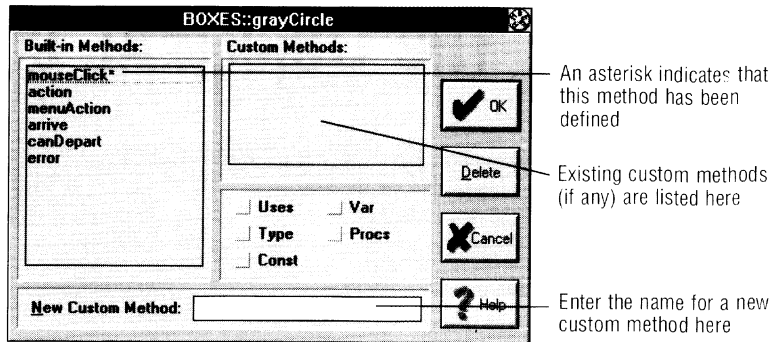 BOXES::grayCircle
Built-in Methods:
mouseClick*
action
menuAction
arrive
canDepart
error
Custom Methods:
Uses
Var
Type
Procs
Const
New Custom Method:
OK
Delete
Cancel
Help
An asterisk indicates that
this method has been
defined
Existing custom methods
(if any) are listed here
Enter the name for a new
custom method here